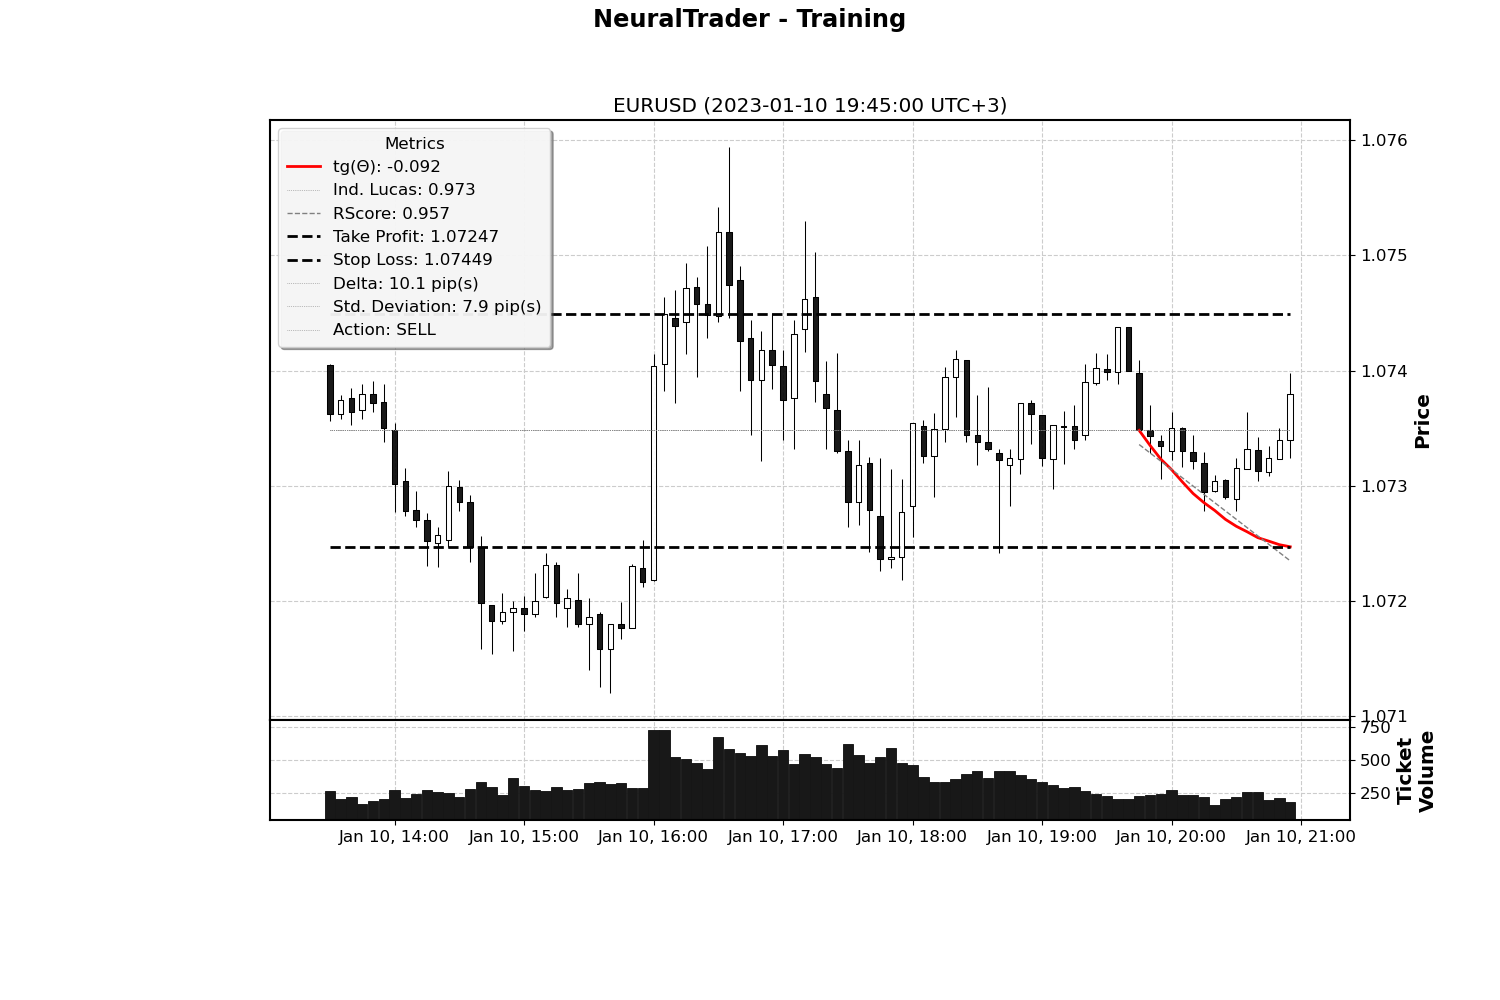 NeuralTrader - Training
EURUSD (2023-01-10 19:45:00 UTC+3)
Metrics
tg(Θ): -0.092
Ind. Lucas: 0.973
RScore: 0.957
Take Profit: 1.07247
Stop Loss: 1.07449
Delta: 10.1 pip(s)
Std. Deviation: 7.9 pip(s)
Action: SELL
1.076
1.075
1.074
1.073
1.072
1.071
Price
750
500
250
Ticket
Volume
Jan 10, 14:00
Jan 10, 15:00
Jan 10, 16:00
Jan 10, 17:00
Jan 10, 18:00
Jan 10, 19:00
Jan 10, 20:00
Jan 10, 21:00